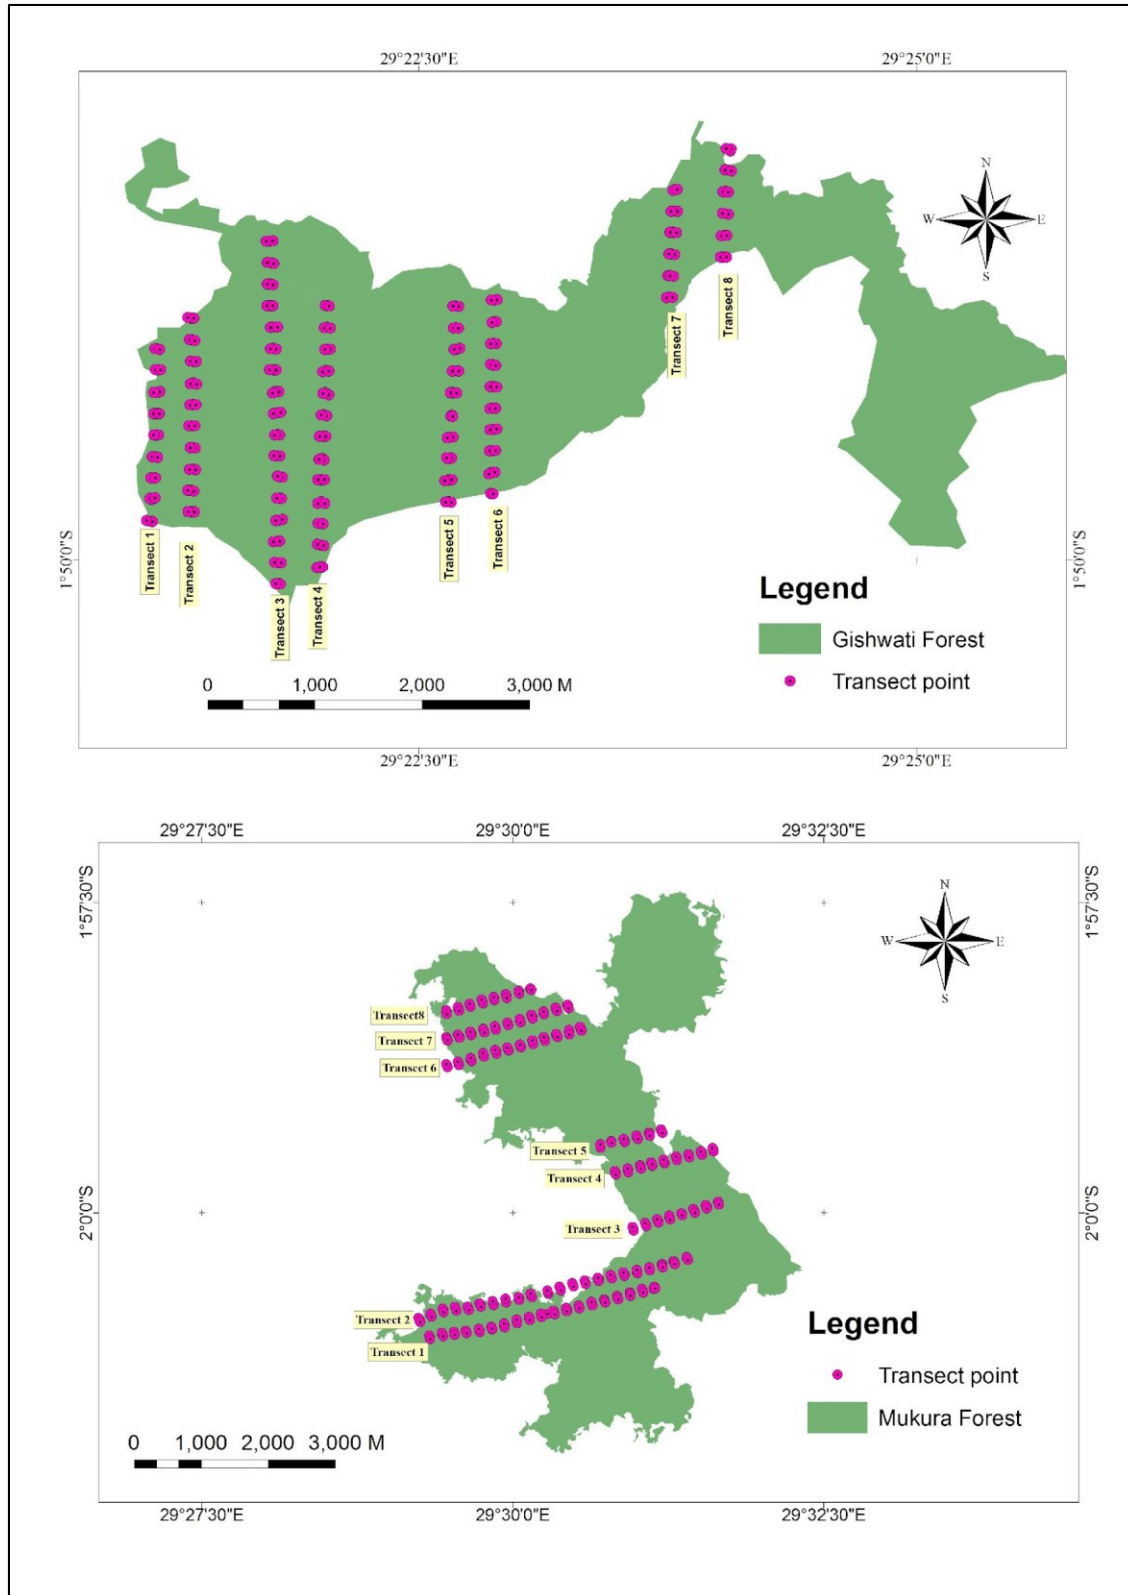 29°22'30"E 29°25'0"E
N
W E
S
Transect 8
Transect 7
Transect 1
Transect 2
Transect 3
Transect 4
Transect 5
Transect 6
1°50'0"S 1°50'0"S
Legend
Gishwati Forest
Transect point
0 1,000 2,000 3,000 M
29°22'30"E 29°25'0"E
29°27'30"E 29°30'0"E 29°32'30"E
1°57'30"S 1°57'30"S
N
W E
S
Transect8
Transect 7
Transect 6
Transect 5
Transect 4
2°0'0"S 2°0'0"S
Transect 3
Transect 2
Transect 1
Legend
Transect point
Mukura Forest
0 1,000 2,000 3,000 M
29°27'30"E 29°30'0"E 29°32'30"E